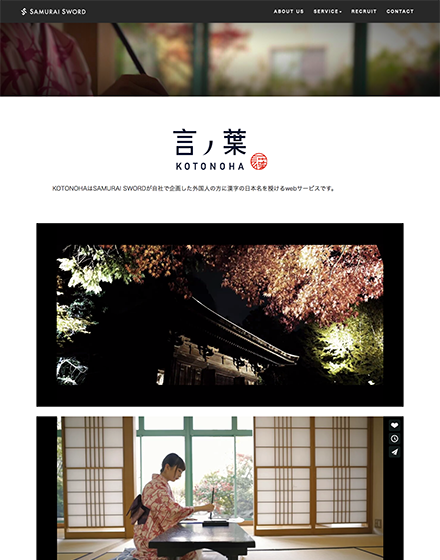 SAMURAI SWORD
ABOUT US SERVICE RECRUIT CONTACT
言ノ葉
KOTONOHA
KOTONOHAはSAMURAI SWORDが自社で企画した外国人の方に漢字の日本名を授けるwebサービスです。